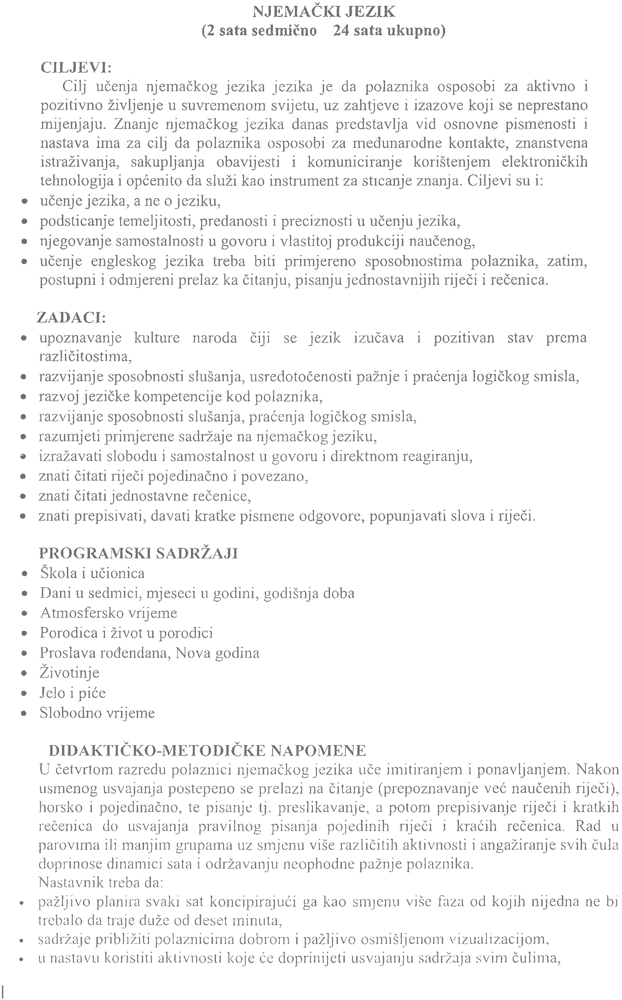 NJEMAČKI JEZIK
(2 sata sedmično 24 sata ukupno)
CILJEVI:
Cilj učenja njemačkog jezika jezika je da polaznika osposobi za aktivno i
pozitivno življenje u suvremenom svijetu, uz zahtjeve i izazove koji se neprestano
mijenjaju. Znanje njemačkog jezika danas predstavlja vid osnovne pismenosti i
nastava ima za cilj da polaznika osposobi za međunarodne kontakte, znanstvena
istraživanja, sakupljanja obavijesti i komuniciranje korištenjem elektroničkih
tehnologija i općenito da služi kao instrument za sticanje znanja. Ciljevi su i:
• učenje jezika, a ne o jeziku,
• podsticanje temeljitosti, predanosti i preciznosti u učenju jezika,
• njegovanje samostalnosti u govoru i vlastitoj produkciji naučenog,
• učenje engleskog jezika treba biti primjereno sposobnostima polaznika, zatim,
postupni i odmjereni prelaz ka čitanju, pisanju jednostavnijih riječi i rečenica.
ZADACI:
• upoznavanje kulture naroda čiji se jezik izučava i pozitivan stav prema
različitostima,
• razvijanje sposobnosti slušanja, usredotočenosti pažnje i praćenja logičkog smisla,
• razvoj jezičke kompetencije kod polaznika,
• razvijanje sposobnosti slušanja, praćenja logičkog smisla,
• razumjeti primjerene sadržaje na njemačkog jeziku,
• izražavati slobodu i samostalnost u govoru i direktnom reagiranju,
• znati čitati riječi pojedinačno i povezano,
• znati čitati jednostavne rečenice,
• znati prepisivati, davati kratke pismene odgovore, popunjavati slova i riječi.
PROGRAMSKI SADRŽAJI
• Škola i učionica
• Dani u sedmici, mjeseci u godini, godišnja doba
• Atmosfersko vrijeme
• Porodica i život u porodici
• Proslava rođendana, Nova godina
• Životinje
• Jelo i piće
• Slobodno vrijeme
DIDAKTIČKO-METODIČKE NAPOMENE
U četvrtom razredu polaznici njemačkog jezika uče imitiranjem i ponavljanjem. Nakon
usmenog usvajanja postepeno se prelazi na čitanje (prepoznavanje već naučenih riječi),
horsko i pojedinačno, te pisanje tj. preslikavanje, a potom prepisivanje riječi i kratkih
rečenica do usvajanja pravilnog pisanja pojedinih riječi i kraćih rečenica. Rad u
parovima ili manjim grupama uz smjenu više različitih aktivnosti i angažiranje svih čula
doprinose dinamici sata i održavanju neophodne pažnje polaznika.
Nastavnik treba da:
• pažljivo planira svaki sat koncipirajući ga kao smjenu više faza od kojih nijedna ne bi
trebalo da traje duže od deset minuta,
• sadržaje približiti polaznicima dobrom i pažljivo osmišljenom vizualizacijom,
• u nastavu koristiti aktivnosti koje će doprinijeti usvajanju sadržaja svim čulima,